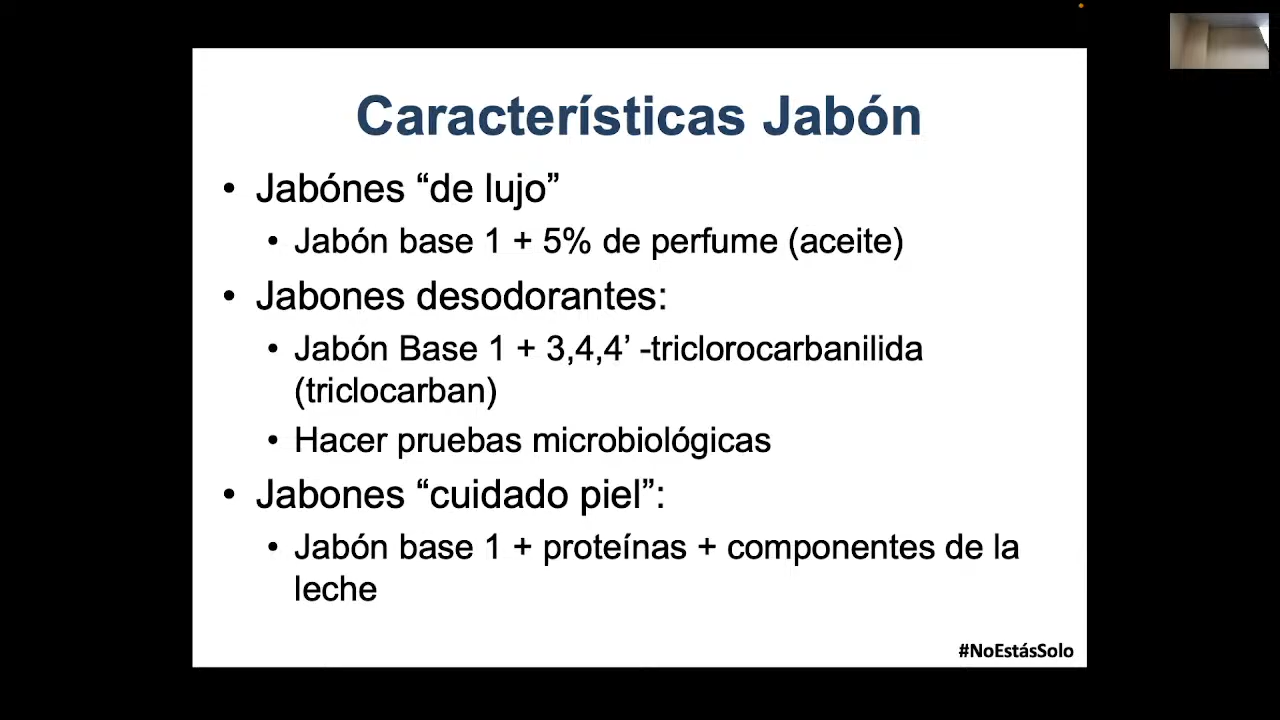 Características Jabón
• Jabónes “de lujo”
• Jabón base 1 + 5% de perfume (aceite)
• Jabones desodorantes:
• Jabón Base 1 + 3,4,4’ -triclorocarbanilida
(triclocarban)
• Hacer pruebas microbiológicas
• Jabones “cuidado piel”:
• Jabón base 1 + proteínas + componentes de la
leche
#NoEstásSolo